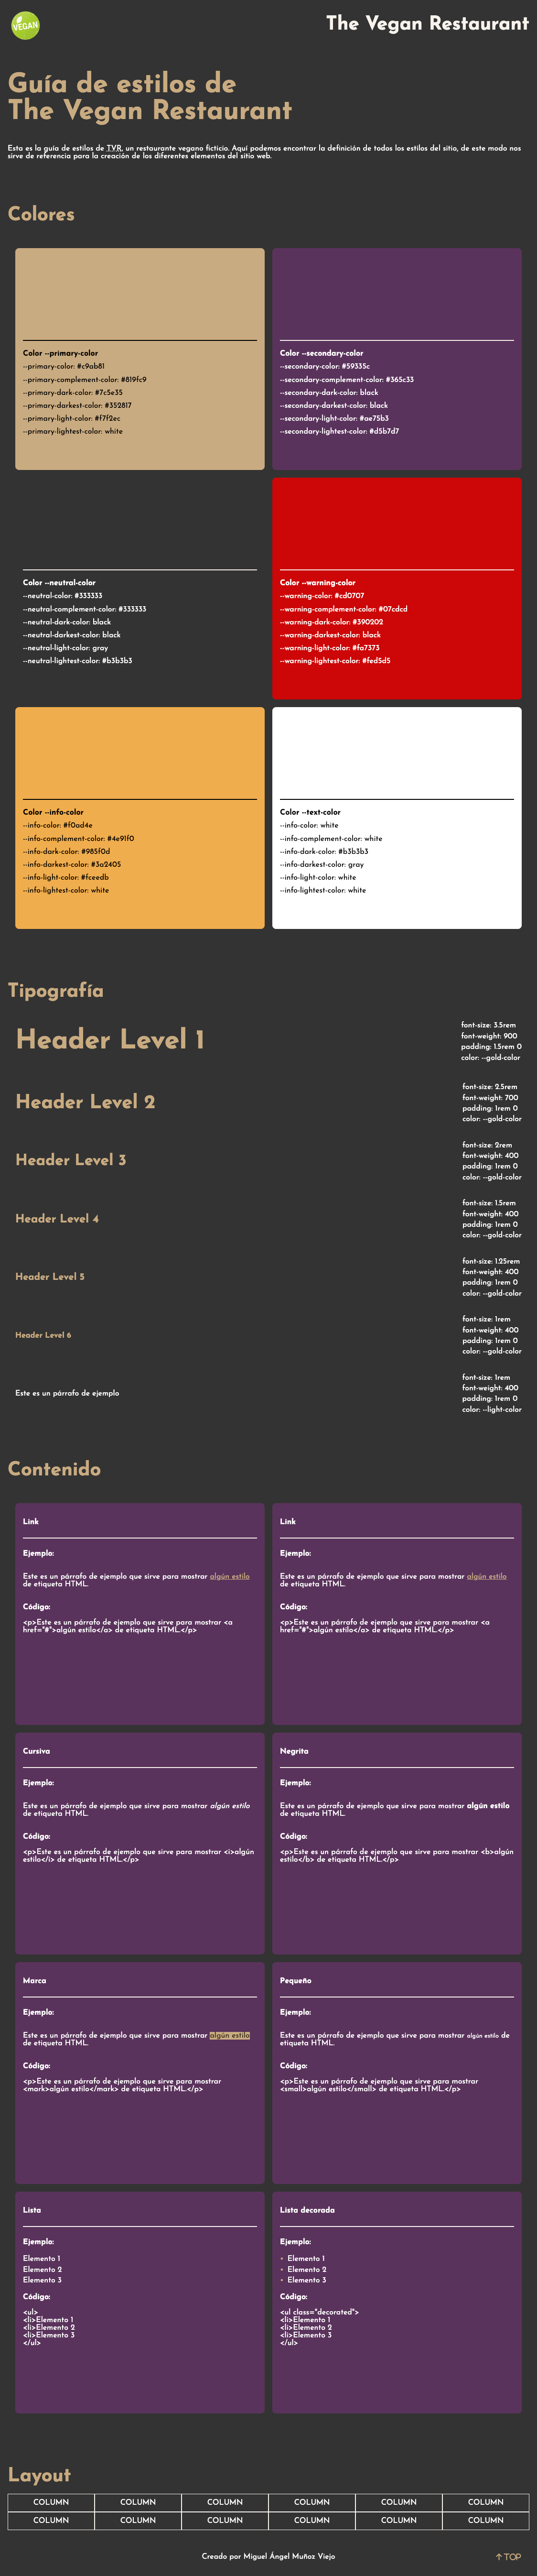 VEGAN
The Vegan Restaurant
Guía de estilos de
The Vegan Restaurant
Esta es la guía de estilos de TVR, un restaurante vegano ficticio. Aquí podemos encontrar la definición de todos los estilos del sitio, de este modo nos
sirve de referencia para la creación de los diferentes elementos del sitio web.
Colores
Color --primary-color
--primary-color: #c9ab81
--primary-complement-color: #819fc9
--primary-dark-color: #7c5e35
--primary-darkest-color: #352817
--primary-light-color: #f7f2ec
--primary-lightest-color: white
Color --secondary-color
--secondary-color: #59335c
--secondary-complement-color: #365c33
--secondary-dark-color: black
--secondary-darkest-color: black
--secondary-light-color: #ae75b3
--secondary-lightest-color: #d5b7d7
Color --neutral-color
--neutral-color: #333333
--neutral-complement-color: #333333
--neutral-dark-color: black
--neutral-darkest-color: black
--neutral-light-color: gray
--neutral-lightest-color: #b3b3b3
Color --warning-color
--warning-color: #cd0707
--warning-complement-color: #07cdcd
--warning-dark-color: #390202
--warning-darkest-color: black
--warning-light-color: #fa7373
--warning-lightest-color: #fed5d5
Color --info-color
--info-color: #f0ad4e
--info-complement-color: #4e91f0
--info-dark-color: #985f0d
--info-darkest-color: #3a2405
--info-light-color: #fceedb
--info-lightest-color: white
Color --text-color
--info-color: white
--info-complement-color: white
--info-dark-color: #b3b3b3
--info-darkest-color: gray
--info-light-color: white
--info-lightest-color: white
Tipografía
Header Level 1
font-size: 3.5rem
font-weight: 900
padding: 1.5rem 0
color: --gold-color
Header Level 2
font-size: 2.5rem
font-weight: 700
padding: 1rem 0
color: --gold-color
Header Level 3
font-size: 2rem
font-weight: 400
padding: 1rem 0
color: --gold-color
Header Level 4
font-size: 1.5rem
font-weight: 400
padding: 1rem 0
color: --gold-color
Header Level 5
font-size: 1.25rem
font-weight: 400
padding: 1rem 0
color: --gold-color
Header Level 6
font-size: 1rem
font-weight: 400
padding: 1rem 0
color: --gold-color
Este es un párrafo de ejemplo
font-size: 1rem
font-weight: 400
padding: 1rem 0
color: --light-color
Contenido
Link
Ejemplo:
Este es un párrafo de ejemplo que sirve para mostrar algún estilo
de etiqueta HTML.
Código:
<p>Este es un párrafo de ejemplo que sirve para mostrar <a
href="#">algún estilo</a> de etiqueta HTML.</p>
Link
Ejemplo:
Este es un párrafo de ejemplo que sirve para mostrar algún estilo
de etiqueta HTML.
Código:
<p>Este es un párrafo de ejemplo que sirve para mostrar <a
href="#">algún estilo</a> de etiqueta HTML.</p>
Cursiva
Ejemplo:
Este es un párrafo de ejemplo que sirve para mostrar algún estilo
de etiqueta HTML.
Código:
<p>Este es un párrafo de ejemplo que sirve para mostrar <i>algún
estilo</i> de etiqueta HTML.</p>
Negrita
Ejemplo:
Este es un párrafo de ejemplo que sirve para mostrar algún estilo
de etiqueta HTML.
Código:
<p>Este es un párrafo de ejemplo que sirve para mostrar <b>algún
estilo</b> de etiqueta HTML.</p>
Marca
Ejemplo:
Este es un párrafo de ejemplo que sirve para mostrar algún estilo
de etiqueta HTML.
Código:
<p>Este es un párrafo de ejemplo que sirve para mostrar
<mark>algún estilo</mark> de etiqueta HTML.</p>
Pequeño
Ejemplo:
Este es un párrafo de ejemplo que sirve para mostrar algún estilo de
etiqueta HTML.
Código:
<p>Este es un párrafo de ejemplo que sirve para mostrar
<small>algún estilo</small> de etiqueta HTML.</p>
Lista
Ejemplo:
Elemento 1
Elemento 2
Elemento 3
Código:
<ul>
<li>Elemento 1
<li>Elemento 2
<li>Elemento 3
</ul>
Lista decorada
Ejemplo:
• Elemento 1
• Elemento 2
• Elemento 3
Código:
<ul class="decorated">
<li>Elemento 1
<li>Elemento 2
<li>Elemento 3
</ul>
Layout
COLUMN COLUMN COLUMN COLUMN COLUMN COLUMN
COLUMN COLUMN COLUMN COLUMN COLUMN COLUMN
Creado por Miguel Ángel Muñoz Viejo
↑ TOP